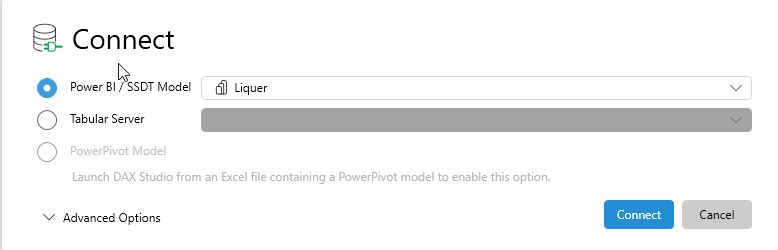 Connect
Power BI / SSDT Model
Liquer
Tabular Server
PowerPivot Model
Launch DAX Studio from an Excel file containing a PowerPivot model to enable this option.
Advanced Options
Connect
Cancel